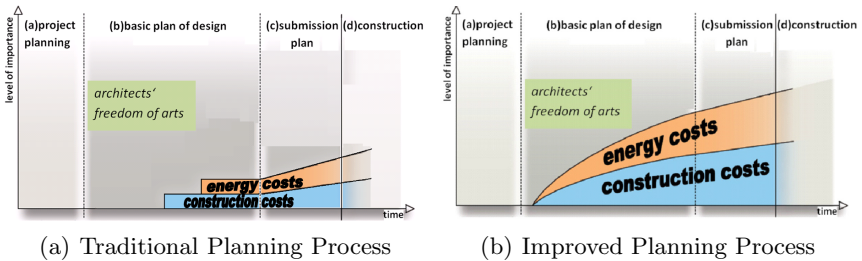 (a)project planning
(b)basic plan of design
(c)submission plan
(d)construction
level of importance
architects‘
freedom of arts
energy costs
construction costs
time
(a) Traditional Planning Process
(a)project planning
(b)basic plan of design
(c)submission plan
(d)construction
level of importance
architects‘
freedom of arts
energy costs
construction costs
time
(b) Improved Planning Process